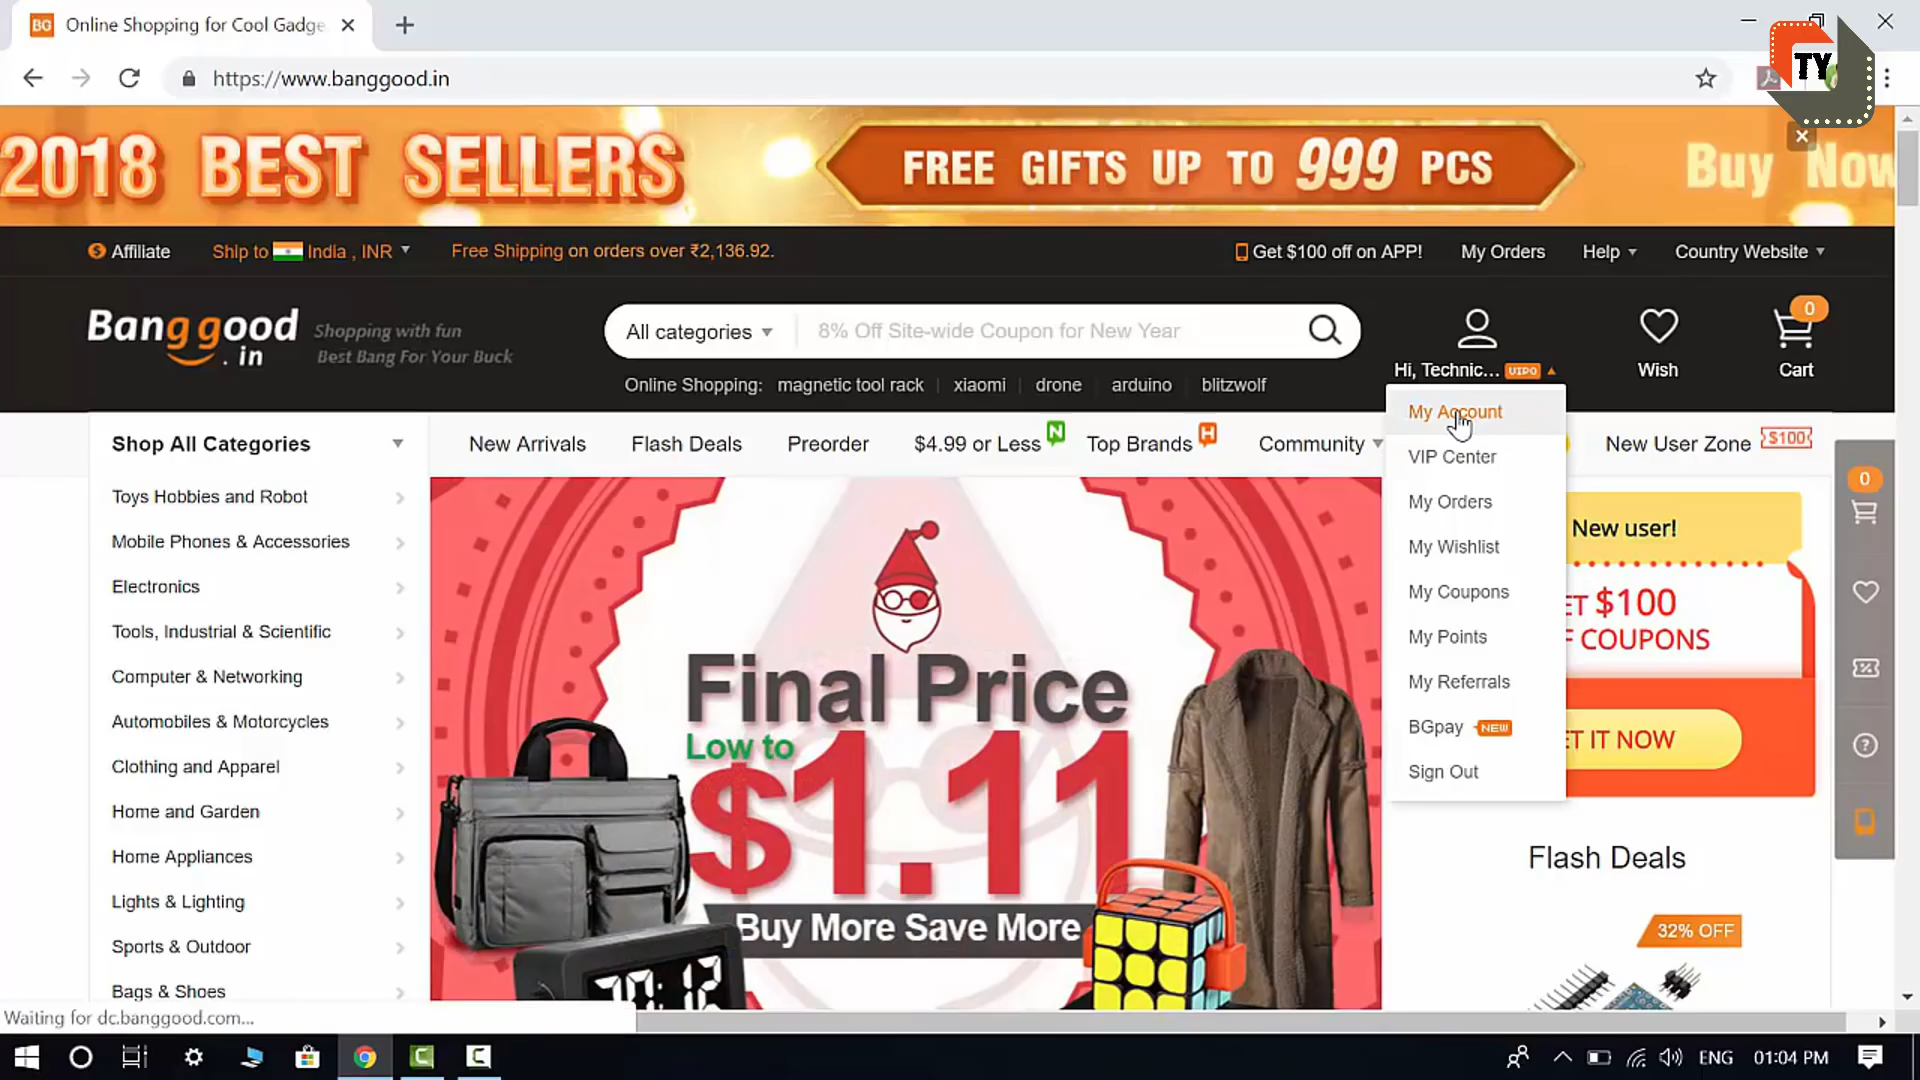 BG Online Shopping for Cool Gadge
https://www.banggood.in
TY
2018 BEST SELLERS
FREE GIFTS UP TO 999 PCS
Buy Now
Affiliate
Ship to India , INR
Free Shipping on orders over ₹2,136.92.
Get $100 off on APP!
My Orders
Help
Country Website
Banggood
.in
Shopping with fun
Best Bang For Your Buck
All categories
8% Off Site-wide Coupon for New Year
Online Shopping: magnetic tool rack xiaomi drone arduino blitzwolf
Hi, Technic... VIP0
Wish
0
Cart
Shop All Categories
New Arrivals
Flash Deals
Preorder
$4.99 or Less N
Top Brands H
Community
New User Zone $100
My Account
VIP Center
My Orders
My Wishlist
My Coupons
My Points
My Referrals
BGpay NEW
Sign Out
Toys Hobbies and Robot
Mobile Phones & Accessories
Electronics
Tools, Industrial & Scientific
Computer & Networking
Automobiles & Motorcycles
Clothing and Apparel
Home and Garden
Home Appliances
Lights & Lighting
Sports & Outdoor
Bags & Shoes
Final Price
Low to
$1.11
Buy More Save More
New user!
ET $100
F COUPONS
ET IT NOW
0
Flash Deals
32% OFF
Waiting for dc.banggood.com...
ENG
01:04 PM